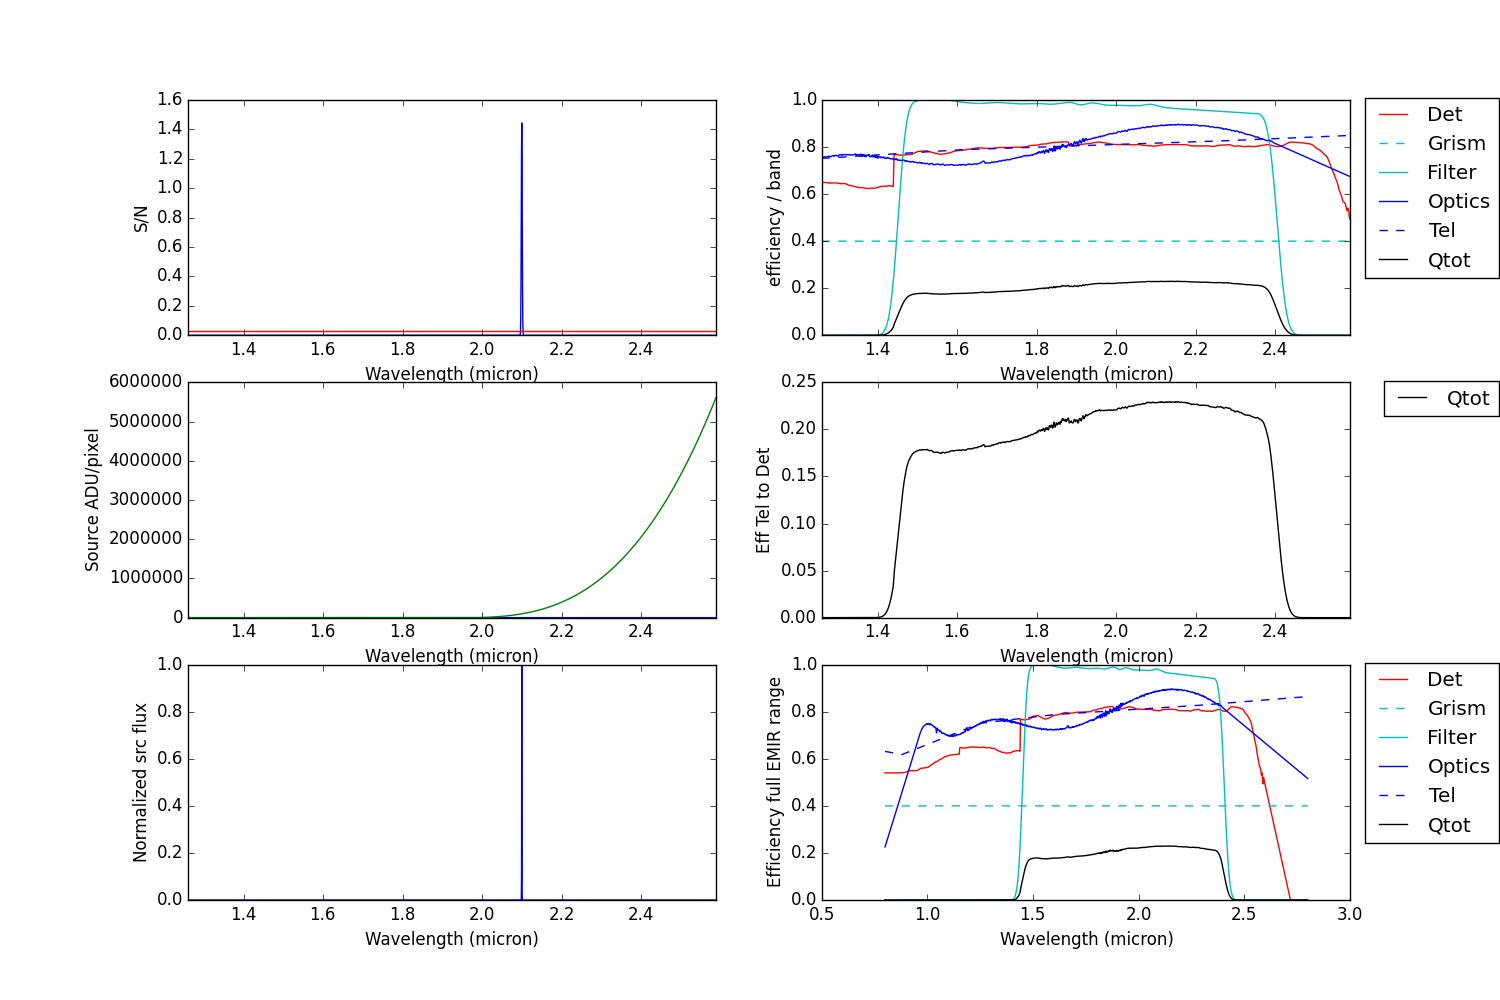 S/N
1.6
1.4
1.2
1.0
0.8
0.6
0.4
0.2
0.0
1.4 1.6 1.8 2.0 2.2 2.4
Wavelength (micron)
efficiency / band
1.0
0.8
0.6
0.4
0.2
0.0
1.4 1.6 1.8 2.0 2.2 2.4
Wavelength (micron)
Det
Grism
Filter
Optics
Tel
Qtot
Source ADU/pixel
6000000
5000000
4000000
3000000
2000000
1000000
0
1.4 1.6 1.8 2.0 2.2 2.4
Wavelength (micron)
Eff Tel to Det
0.25
0.20
0.15
0.10
0.05
0.00
1.4 1.6 1.8 2.0 2.2 2.4
Wavelength (micron)
Qtot
Normalized src flux
1.0
0.8
0.6
0.4
0.2
0.0
1.4 1.6 1.8 2.0 2.2 2.4
Wavelength (micron)
Efficiency full EMIR range
1.0
0.8
0.6
0.4
0.2
0.0
0.5 1.0 1.5 2.0 2.5 3.0
Wavelength (micron)
Det
Grism
Filter
Optics
Tel
Qtot